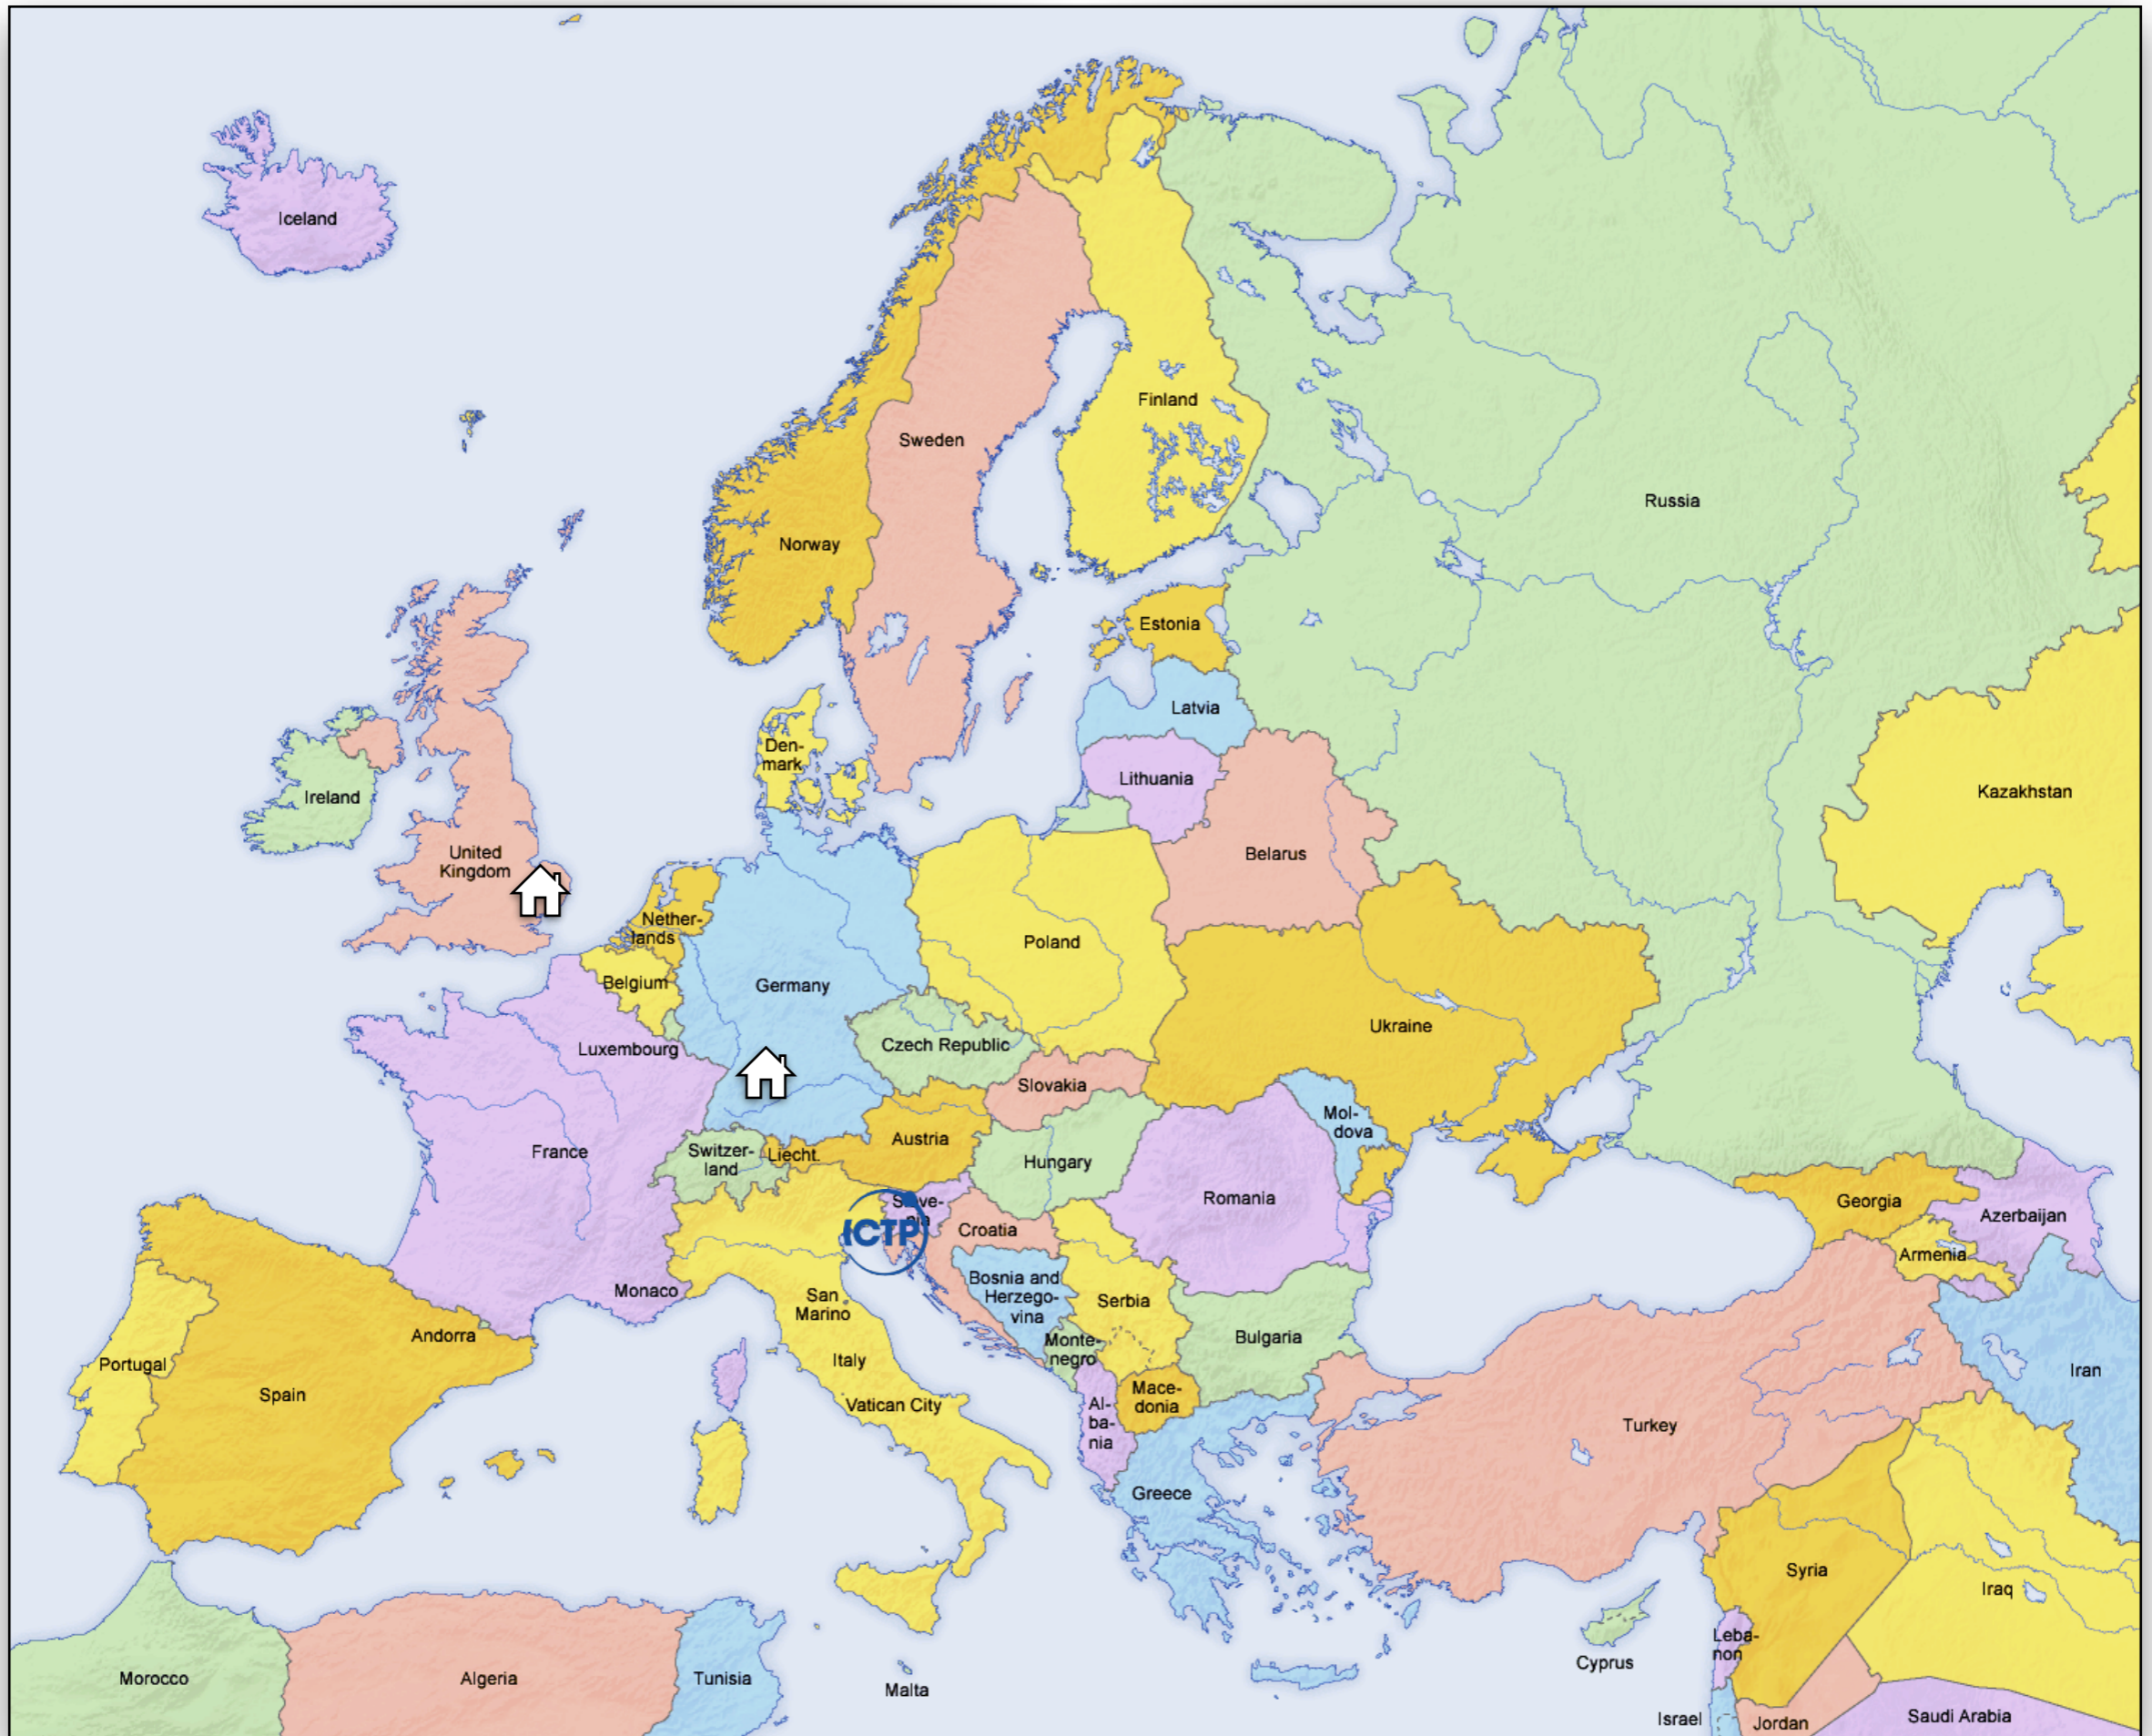 Iceland
Finland
Sweden
Russia
Norway
Estonia
Latvia
Den-
mark
Lithuania
Ireland
Kazakhstan
United
Kingdom
Belarus
Nether-
lands
Poland
Belgium
Germany
Ukraine
Czech Republic
Luxembourg
Slovakia
Mol-
dova
Austria
France
Switzer-
land
Liecht.
Hungary
Romania
Slove-
nia
ICTP
Croatia
Georgia
Azerbaijan
Armenia
Bosnia and
Herzego-
vina
Monaco
San
Marino
Serbia
Andorra
Bulgaria
Monte-
negro
Portugal
Italy
Iran
Spain
Vatican City
Mace-
donia
Al-
ba-
nia
Turkey
Greece
Syria
Iraq
Leba-
non
Cyprus
Morocco
Algeria
Tunisia
Malta
Israel
Jordan
Saudi Arabia